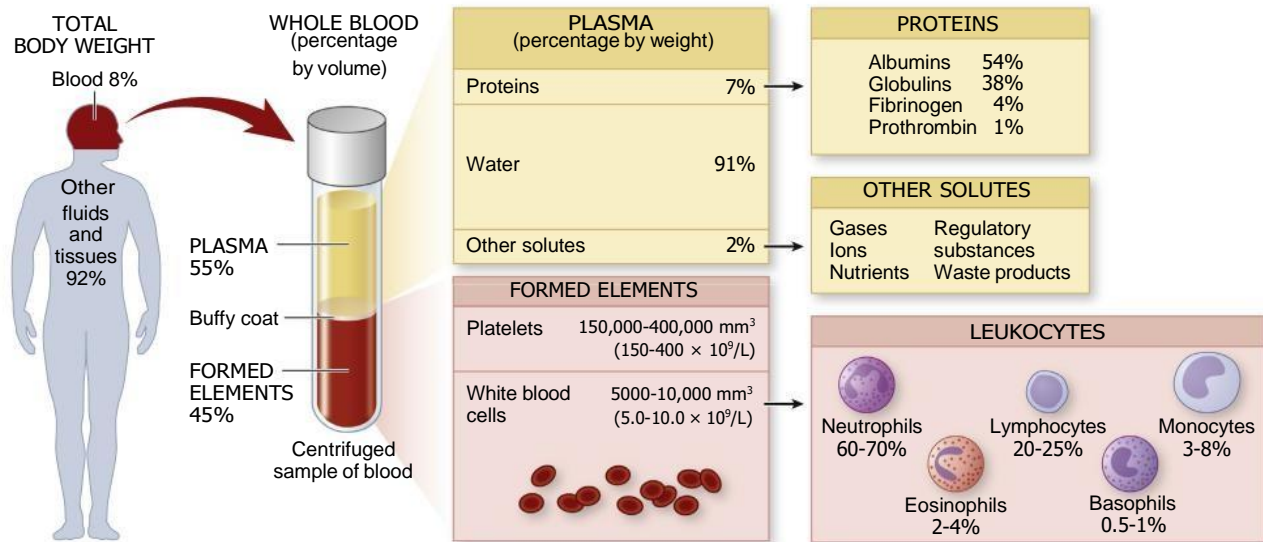 TOTAL
BODY WEIGHT
Blood 8%
Other
fluids
and
tissues
92%
WHOLE BLOOD
(percentage
by volume)
PLASMA
55%
Buffy coat
FORMED
ELEMENTS
45%
Centrifuged
sample of blood
PLASMA
(percentage by weight)
Proteins 7%
Water 91%
Other solutes 2%
PROTEINS
Albumins 54%
Globulins 38%
Fibrinogen 4%
Prothrombin 1%
OTHER SOLUTES
Gases Regulatory
Ions substances
Nutrients Waste products
FORMED ELEMENTS
Platelets 150,000-400,000 mm³
(150-400 × 10⁹/L)
White blood 5000-10,000 mm³
cells (5.0-10.0 × 10⁹/L)
LEUKOCYTES
Neutrophils
60-70%
Lymphocytes
20-25%
Monocytes
3-8%
Eosinophils
2-4%
Basophils
0.5-1%